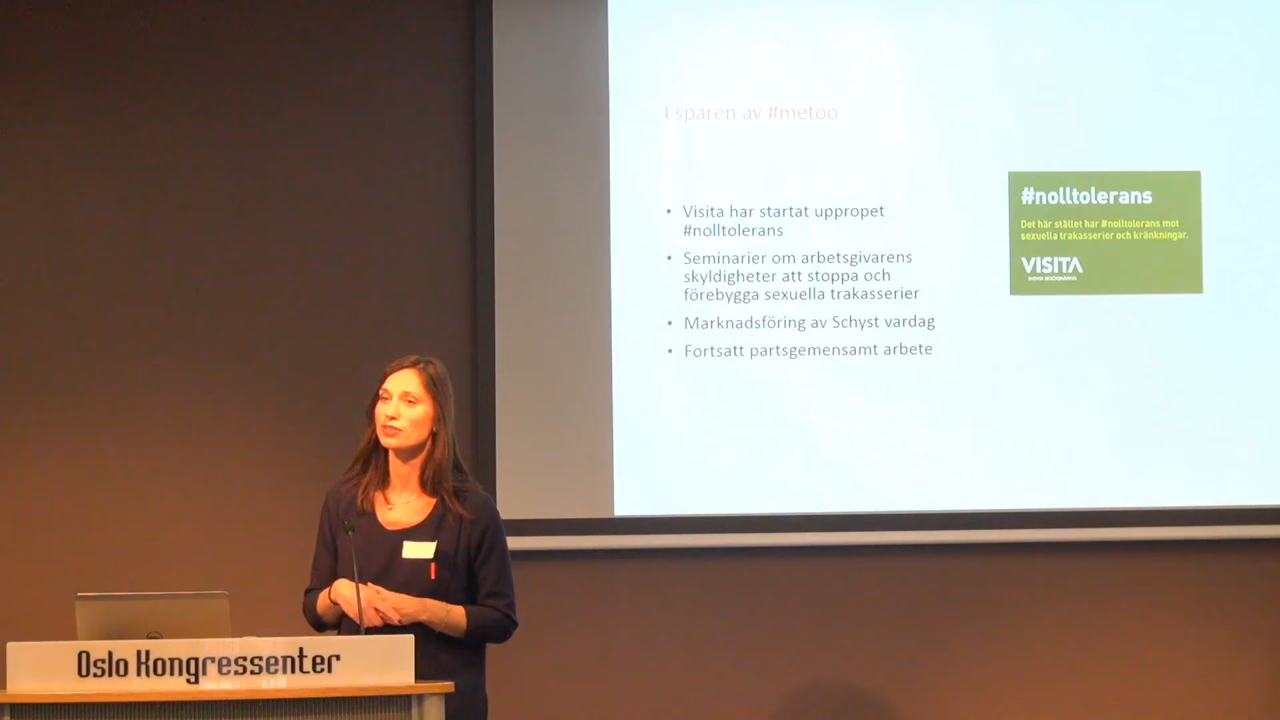 I spåren av #metoo
• Visita har startat uppropet
#nolltolerans
• Seminarier om arbetsgivarens
skyldigheter att stoppa och
förebygga sexuella trakasserier
• Marknadsföring av Schyst vardag
• Fortsatt partsgemensamt arbete
#nolltolerans
Det här stället har #nolltolerans mot
sexuella trakasserier och kränkningar.
VISITA
Oslo Kongressenter